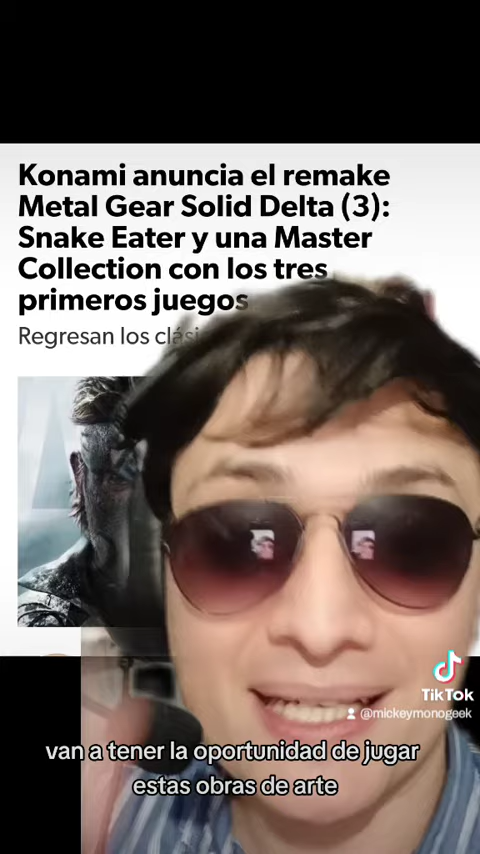 Konami anuncia el remake
Metal Gear Solid Delta (3):
Snake Eater y una Master
Collection con los tres
primeros juegos
Regresan los
TikTok
@mickeymonogeek
van a tener la oportunidad de jugar
estas obras de arte